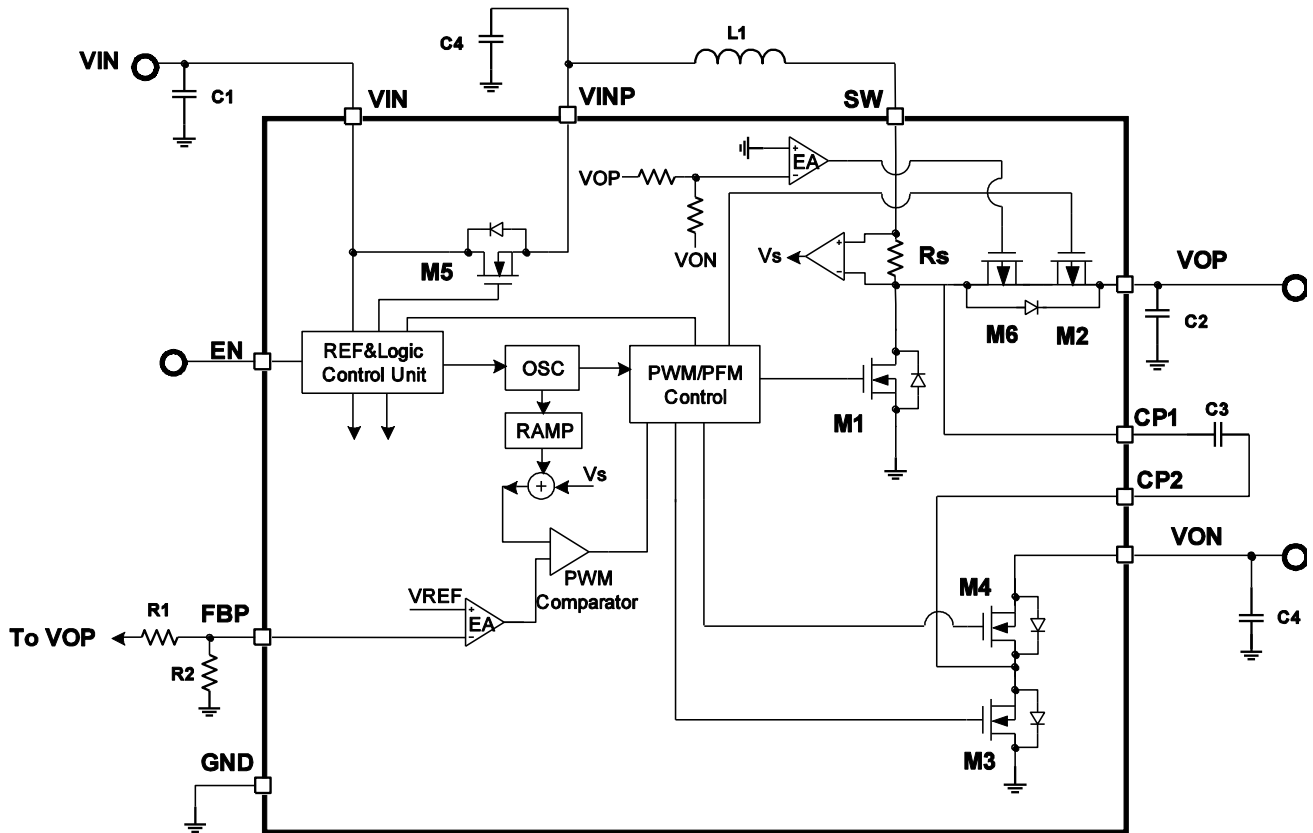 C4
L1
VIN
C1
VIN
VINP
SW
EA
+
−
VOP
VON
Vs
+
−
Rs
VOP
M5
M6
M2
C2
EN
REF&Logic
Control Unit
OSC
PWM/PFM
Control
M1
RAMP
CP1
C3
Vs
+
CP2
VON
PWM
Comparator
M4
VREF
+
EA
−
R1
FBP
To VOP
C4
R2
M3
GND